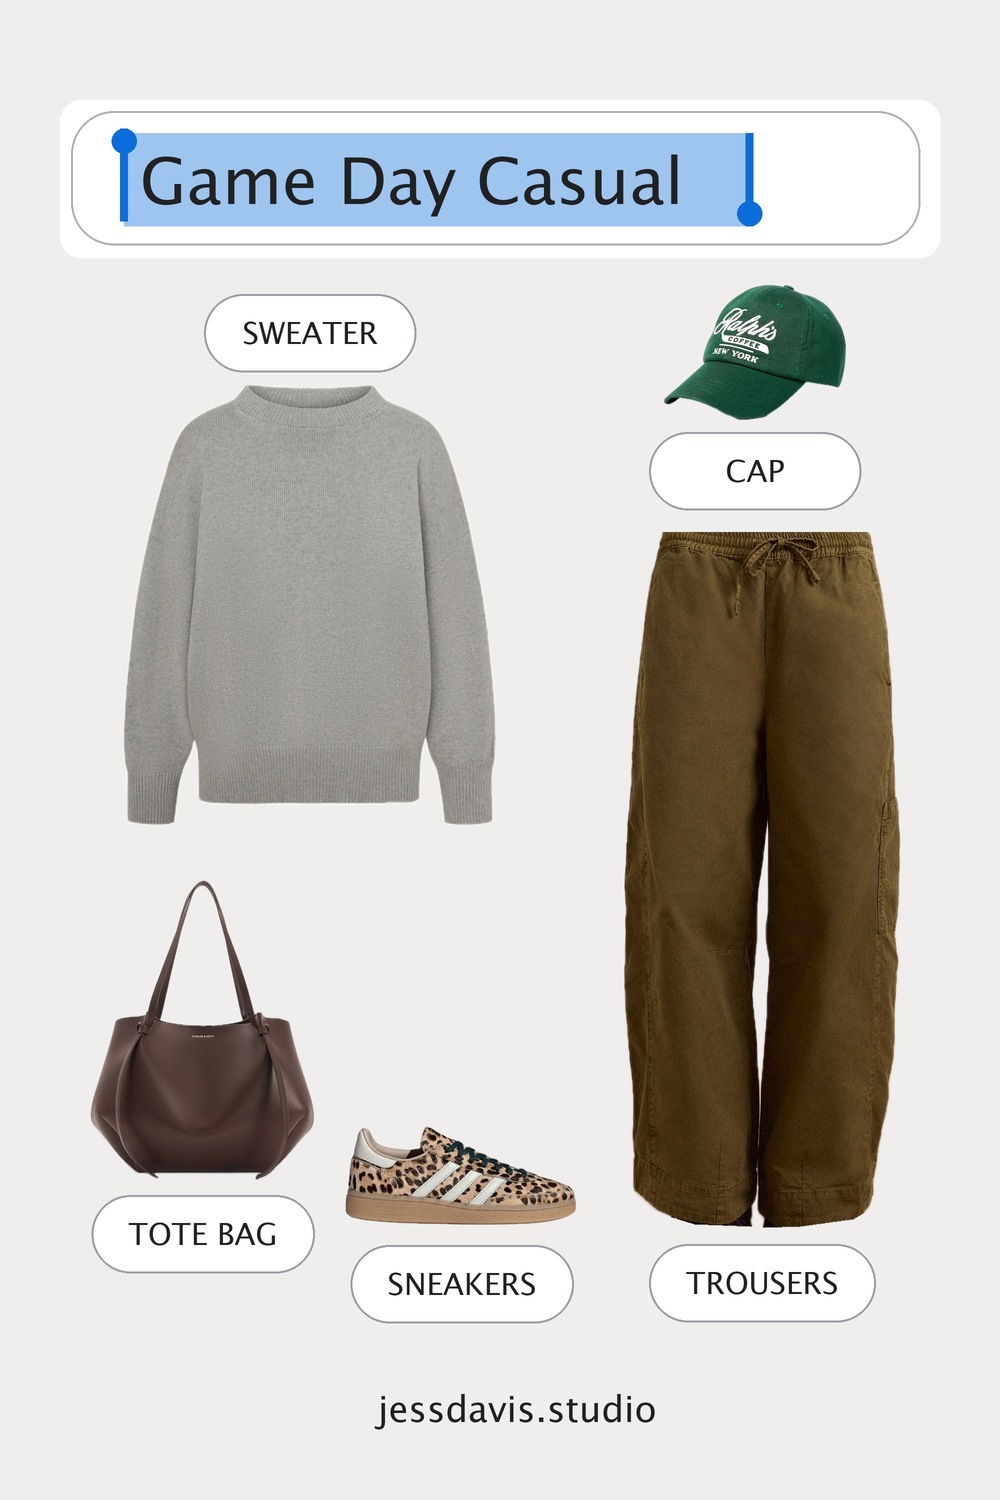 Game Day Casual
SWEATER
Ralph's
COFFEE
NEW YORK
CAP
TOTE BAG
SNEAKERS
TROUSERS
jessdavis.studio